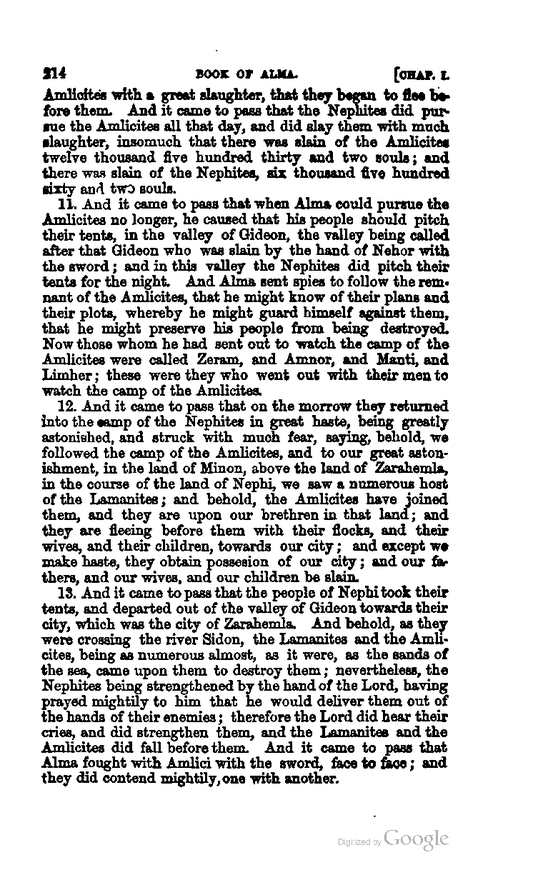 214 BOOK OF ALMA. [CHAP. I.
Amlicites with a great slaughter, that they began to flee be-
fore them. And it came to pass that the Nephites did pur-
sue the Amlicites all that day, and did slay them with much
slaughter, insomuch that there was slain of the Amlicites
twelve thousand five hundred thirty and two souls; and
there was slain of the Nephites, six thousand five hundred
sixty and two souls.
11. And it came to pass that when Alma could pursue the
Amlicites no longer, he caused that his people should pitch
their tents, in the valley of Gideon, the valley being called
after that Gideon who was slain by the hand of Nehor with
the sword; and in this valley the Nephites did pitch their
tents for the night. And Alma sent spies to follow the rem-
nant of the Amlicites, that he might know of their plans and
their plots, whereby he might guard himself against them,
that he might preserve his people from being destroyed.
Now those whom he had sent out to watch the camp of the
Amlicites were called Zeram, and Amnor, and Manti, and
Limher; these were they who went out with their men to
watch the camp of the Amlicites.
12. And it came to pass that on the morrow they returned
into the camp of the Nephites in great haste, being greatly
astonished, and struck with much fear, saying, behold, we
followed the camp of the Amlicites, and to our great aston-
ishment, in the land of Minon, above the land of Zarahemla,
in the course of the land of Nephi, we saw a numerous host
of the Lamanites; and behold, the Amlicites have joined
them, and they are upon our brethren in that land; and
they are fleeing before them with their flocks, and their
wives, and their children, towards our city; and except we
make haste, they obtain possesion of our city; and our fa-
thers, and our wives, and our children be slain.
13. And it came to pass that the people of Nephi took their
tents, and departed out of the valley of Gideon towards their
city, which was the city of Zarahemla. And behold, as they
were crossing the river Sidon, the Lamanites and the Amli-
cites, being as numerous almost, as it were, as the sands of
the sea, came upon them to destroy them; nevertheless, the
Nephites being strengthened by the hand of the Lord, having
prayed mightily to him that he would deliver them out of
the hands of their enemies; therefore the Lord did hear their
cries, and did strengthen them, and the Lamanites and the
Amlicites did fall before them. And it came to pass that
Alma fought with Amlici with the sword, face to face; and
they did contend mightily, one with another.
Digitized by Google